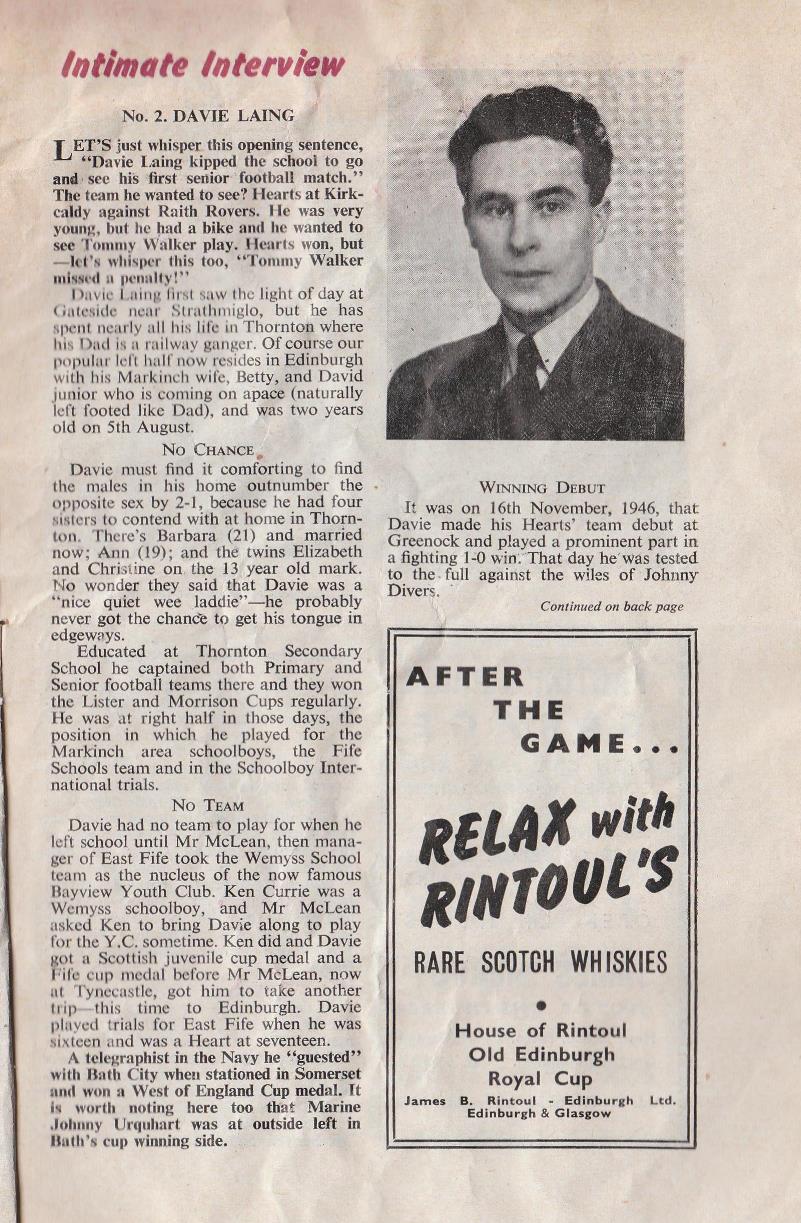 Intimate Interview
No. 2. DAVIE LAING
LET'S just whisper this opening sentence,
"Davie Laing kipped the school to go
and see his first senior football match."
The team he wanted to see? Hearts at Kirk-
caldy against Raith Rovers. He was very
young, but he had a bike and he wanted to
see Tommy Walker play. Hearts won, but
—let's whisper this too, "Tommy Walker
missed a penalty!"
Davie Laing first saw the light of day at
Gateside near Strathmiglo, but he has
spent nearly all his life in Thornton where
his Dad is a railway ganger. Of course our
popular left half now resides in Edinburgh
with his Markinch wife, Betty, and David
junior who is coming on apace (naturally
left footed like Dad), and was two years
old on 5th August.
NO CHANCE
Davie must find it comforting to find
the males in his home outnumber the
opposite sex by 2-1, because he had four
sisters to contend with at home in Thorn-
ton. There's Barbara (21) and married
now; Ann (19); and the twins Elizabeth
and Christine on the 13 year old mark.
No wonder they said that Davie was a
"nice quiet wee laddie"—he probably
never got the chance to get his tongue in
edgeways.
Educated at Thornton Secondary
School he captained both Primary and
Senior football teams there and they won
the Lister and Morrison Cups regularly.
He was at right half in those days, the
position in which he played for the
Markinch area schoolboys, the Fife
Schools team and in the Schoolboy Inter-
national trials.
NO TEAM
Davie had no team to play for when he
left school until Mr McLean, then mana-
ger of East Fife took the Wemyss School
team as the nucleus of the now famous
Bayview Youth Club. Ken Currie was a
Wemyss schoolboy, and Mr McLean
asked Ken to bring Davie along to play
for the Y.C. sometime. Ken did and Davie
got a Scottish juvenile cup medal and a
Fife cup medal before Mr McLean, now
at Tynecastle, got him to take another
trip—this time to Edinburgh. Davie
played trials for East Fife when he was
sixteen and was a Heart at seventeen.
A telegraphist in the Navy he "guested"
with Bath City when stationed in Somerset
and won a West of England Cup medal. It
is worth noting here too that Marine
Johnny Urquhart was at outside left in
Bath's cup winning side.
WINNING DEBUT
It was on 16th November, 1946, that
Davie made his Hearts' team debut at
Greenock and played a prominent part in
a fighting 1-0 win. That day he was tested
to the full against the wiles of Johnny
Divers.
Continued on back page
AFTER
THE
GAME...
RELAX with
RINTOUL'S
RARE SCOTCH WHISKIES
House of Rintoul
Old Edinburgh
Royal Cup
James B. Rintoul - Edinburgh Ltd.
Edinburgh & Glasgow